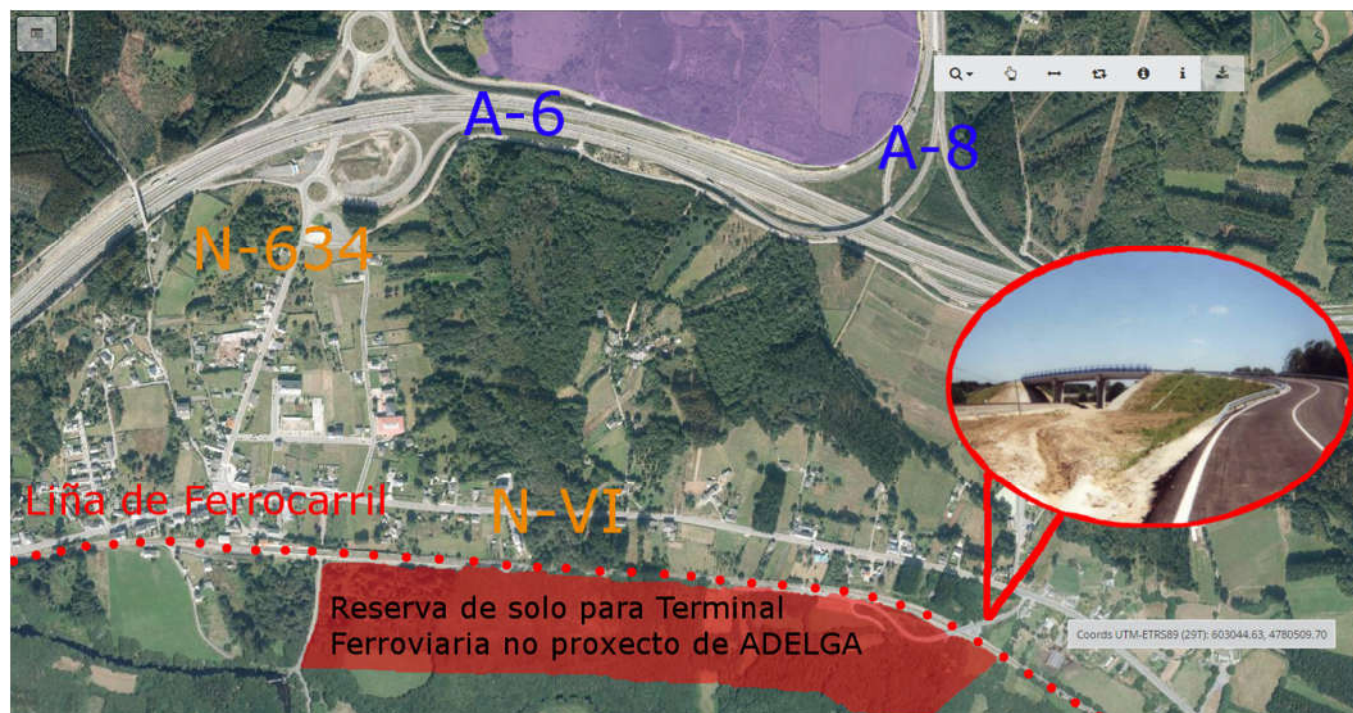 A-6
A-8
N-634
Liña de Ferrocarril
N-VI
Reserva de solo para Terminal
Ferroviaria no proxecto de ADELGA
Coords UTM-ETRS89 (29T): 603044.63, 4780509.70